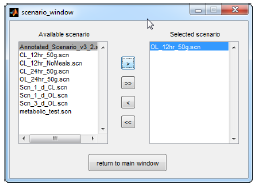 scenario_window
Available scenario
Selected scenario
Annotated_Scenario_v3_2.s
CL_12hr_50g.scn
CL_12hr_NoMeals.scn
CL_24hr_50g.scn
OL_24hr_50g.scn
Scn_1_d_CL.scn
Scn_1_d_OL.scn
Scn_3_d_OL.scn
metabolic_test.scn
>
>>
<
<<
OL_12hr_50g.scn
return to main window